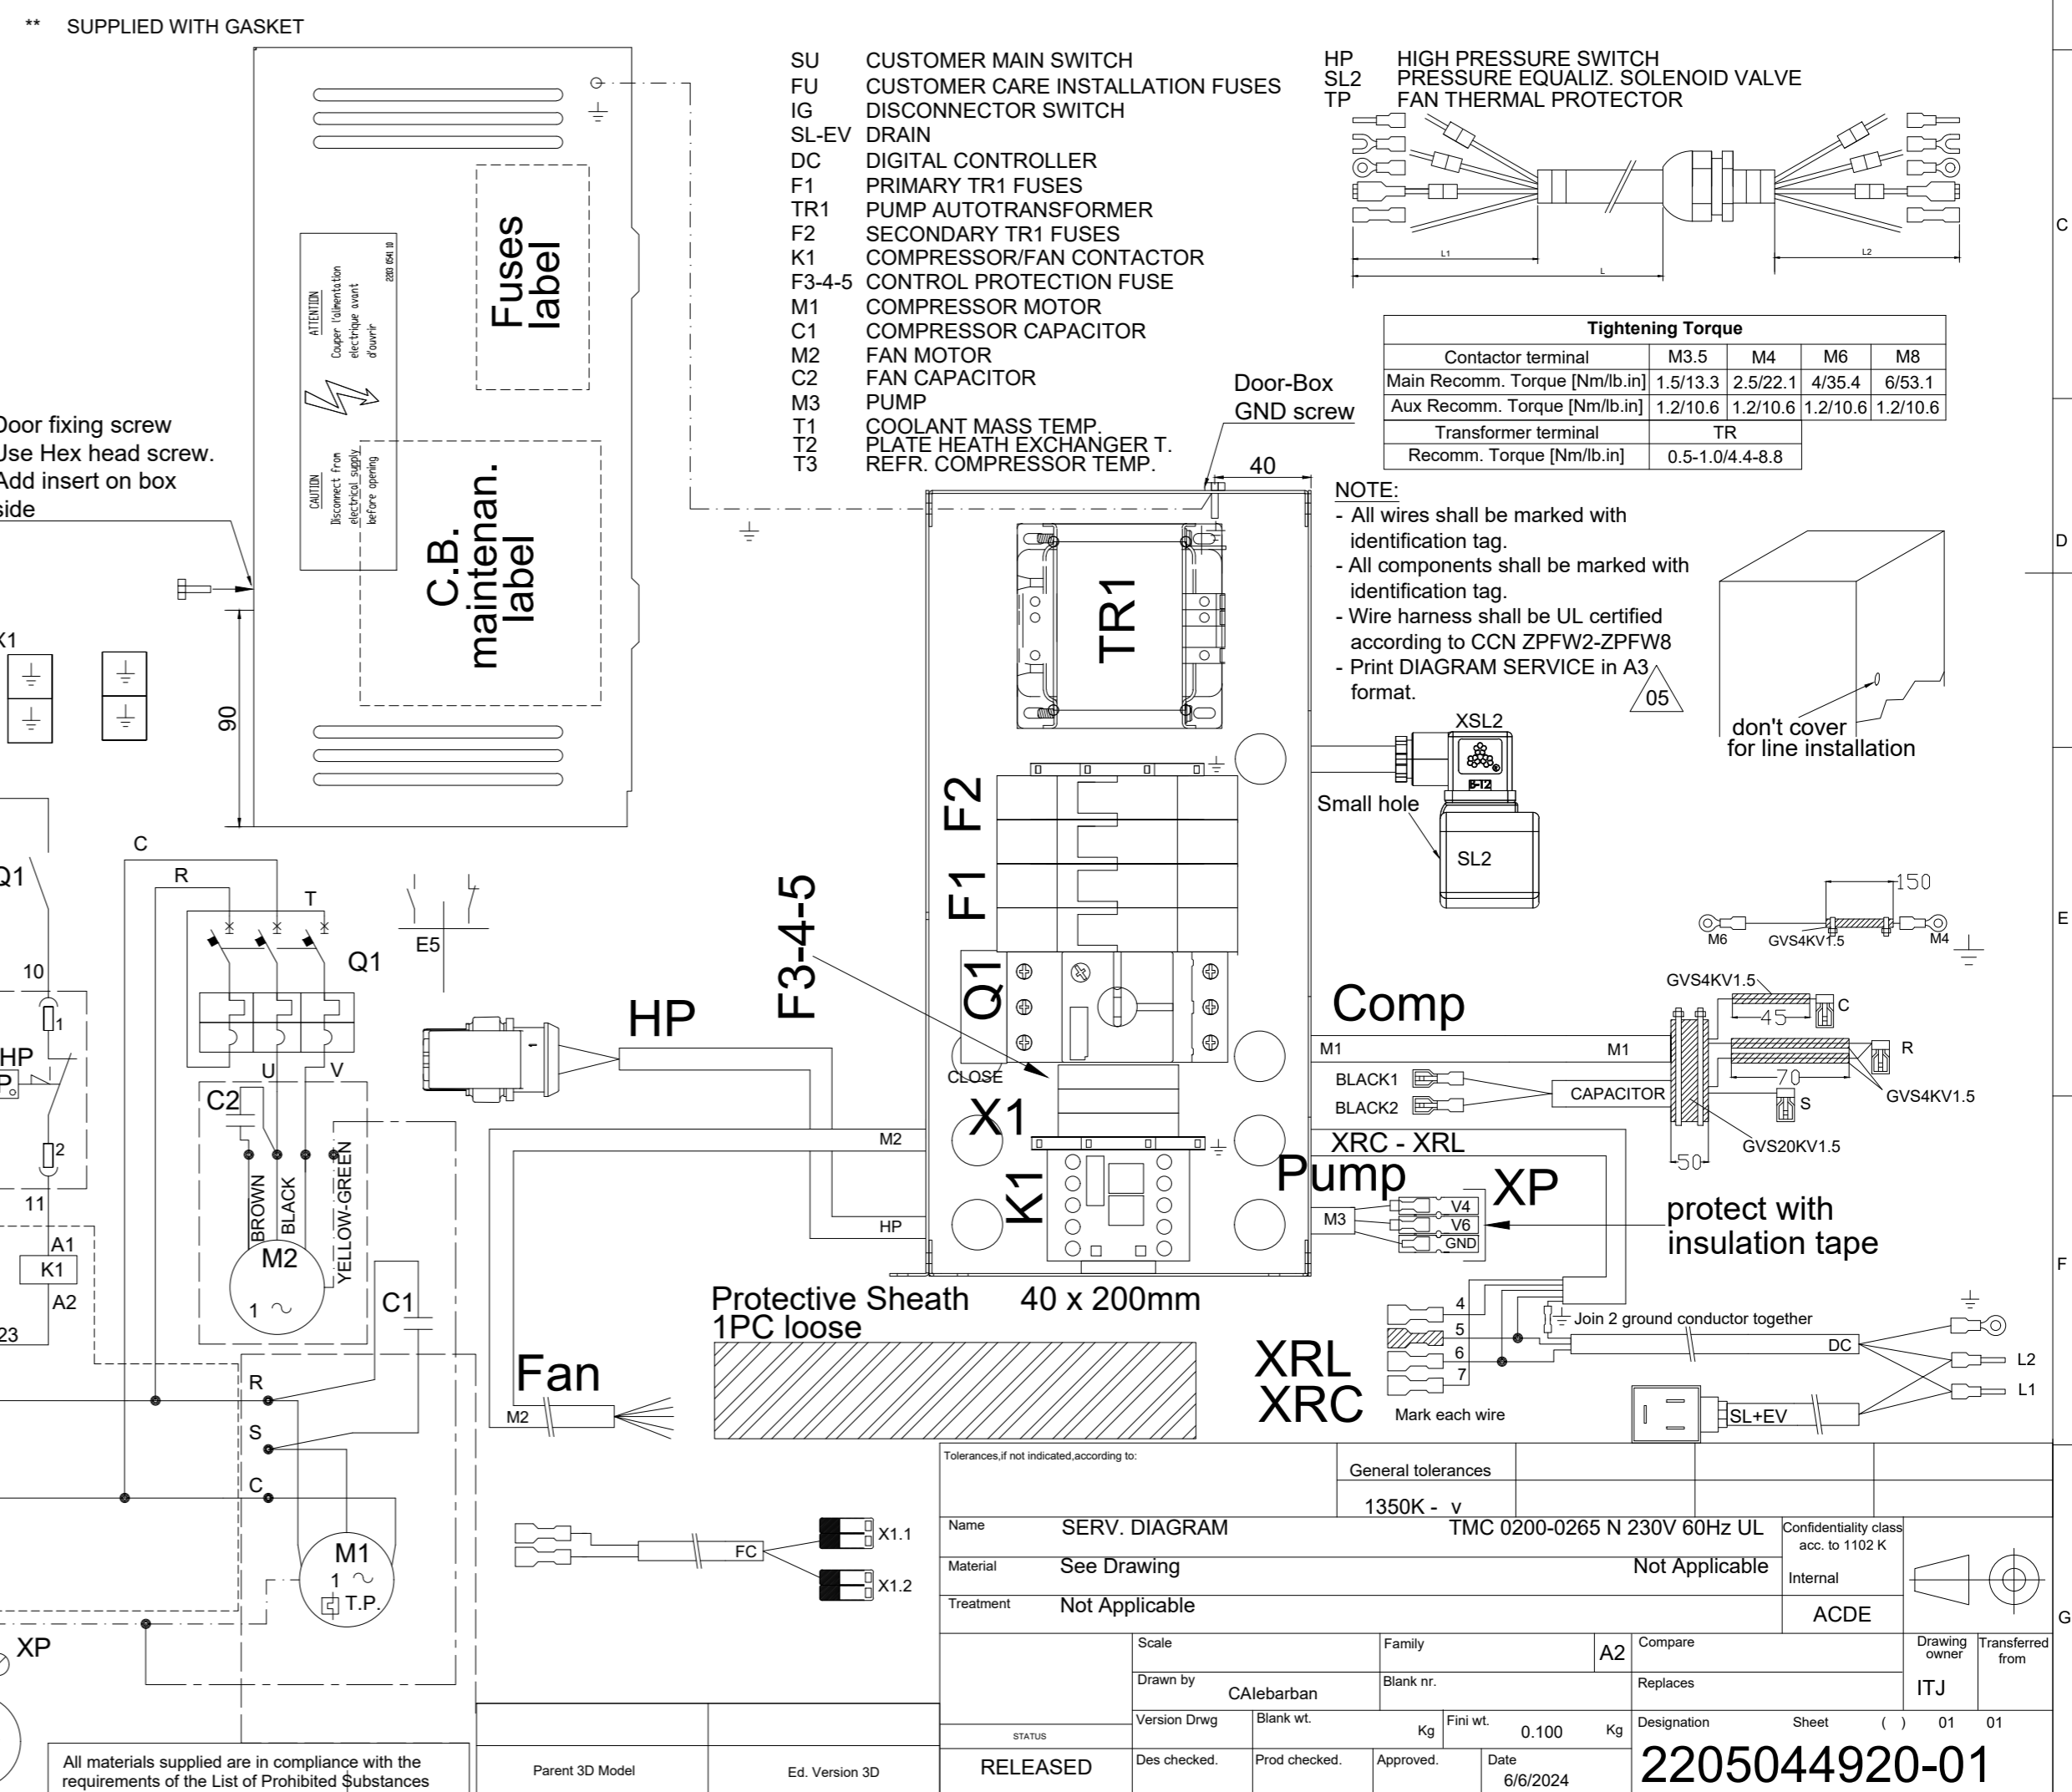 ** SUPPLIED WITH GASKET
SU CUSTOMER MAIN SWITCH
FU CUSTOMER CARE INSTALLATION FUSES
IG DISCONNECTOR SWITCH
SL-EV DRAIN
DC DIGITAL CONTROLLER
F1 PRIMARY TR1 FUSES
TR1 PUMP AUTOTRANSFORMER
F2 SECONDARY TR1 FUSES
K1 COMPRESSOR/FAN CONTACTOR
F3-4-5 CONTROL PROTECTION FUSE
M1 COMPRESSOR MOTOR
C1 COMPRESSOR CAPACITOR
M2 FAN MOTOR
C2 FAN CAPACITOR
M3 PUMP
T1 COOLANT MASS TEMP.
T2 PLATE HEATH EXCHANGER T.
T3 REFR. COMPRESSOR TEMP.
HP HIGH PRESSURE SWITCH
SL2 PRESSURE EQUALIZ. SOLENOID VALVE
TP FAN THERMAL PROTECTOR
L1
L
L2
C
Tightening Torque
Contactor terminal M3.5 M4 M6 M8
Main Recomm. Torque [Nm/lb.in] 1.5/13.3 2.5/22.1 4/35.4 6/53.1
Aux Recomm. Torque [Nm/lb.in] 1.2/10.6 1.2/10.6 1.2/10.6 1.2/10.6
Transformer terminal TR
Recomm. Torque [Nm/lb.in] 0.5-1.0/4.4-8.8
Fuses
label
ATTENTION
Couper l'alimentation
electrique avant
d'ouvrir
2203 0541 10
CAUTION
Disconnect from
electrical supply
before opening
C.B.
maintenan.
label
Door fixing screw
Use Hex head screw.
Add insert on box
side
90
X1
Door-Box
GND screw
40
NOTE:
- All wires shall be marked with
identification tag.
- All components shall be marked with
identification tag.
- Wire harness shall be UL certified
according to CCN ZPFW2-ZPFW8
- Print DIAGRAM SERVICE in A3
format.
05
D
don't cover
for line installation
TR1
F2
F1
F3-4-5
Q1
CLOSE
X1
K1
XSL2
B-12
Small hole
SL2
150
M6
GVS4KV1.5
M4
E
Comp
M1
M1
BLACK1
BLACK2
CAPACITOR
GVS4KV1.5
45
C
R
70
S
GVS4KV1.5
GVS20KV1.5
50
XRC - XRL
Pump
M3
V4
V6
GND
XP
protect with
insulation tape
F
4
5
6
7
Join 2 ground conductor together
DC
L2
L1
SL+EV
XRL
XRC
Mark each wire
HP
M2
HP
Protective Sheath 40 x 200mm
1PC loose
Fan
M2
FC
X1.1
X1.2
Q1
C
R
T
Q1
E5
10
1
HP
P
2
11
A1
K1
A2
23
U
V
C2
BROWN
BLACK
YELLOW-GREEN
M2
1
C1
R
S
C
M1
1
T.P.
XP
All materials supplied are in compliance with the
requirements of the List of Prohibited Substances
Parent 3D Model
Ed. Version 3D
Tolerances,if not indicated,according to:
General tolerances
1350K - v
Name SERV. DIAGRAM TMC 0200-0265 N 230V 60Hz UL
Confidentiality class
acc. to 1102 K
Internal
Material See Drawing Not Applicable
Treatment Not Applicable
ACDE
G
Scale
Family
A2
Compare
Drawing
owner
Transferred
from
Drawn by CAlebarban
Blank nr.
Replaces
ITJ
STATUS
RELEASED
Version Drwg
Blank wt. Kg
Fini wt. 0.100 Kg
Designation Sheet ( ) 01 01
Des checked.
Prod checked.
Approved.
Date
6/6/2024
2205044920-01